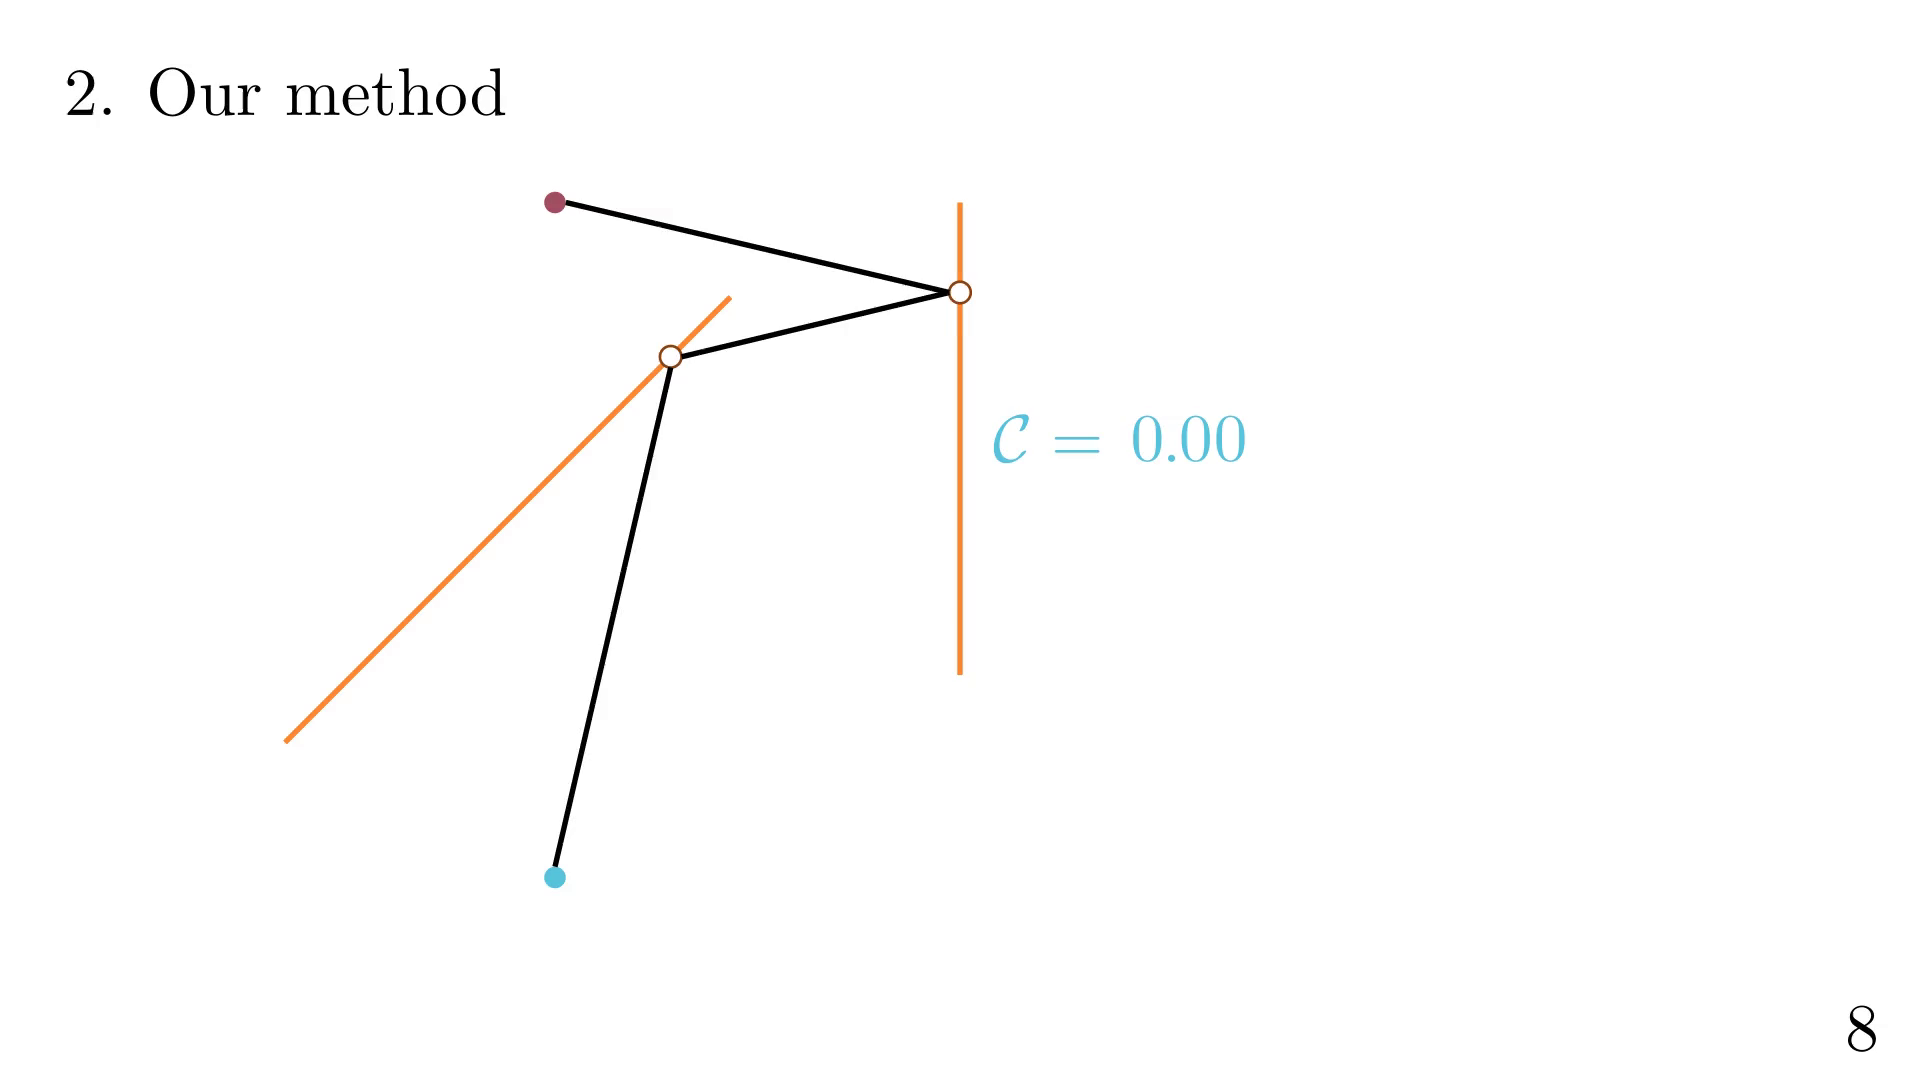 2. Our method
𝒞 = 0.00
8